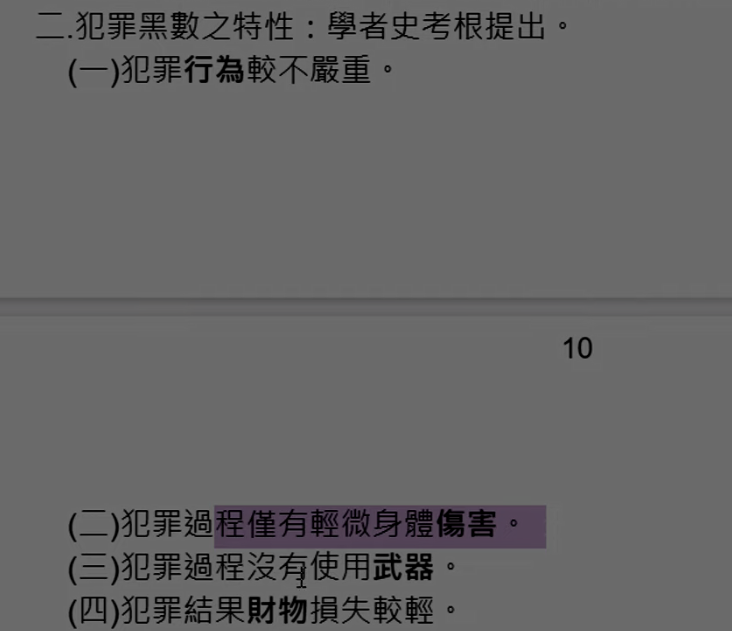 二.犯罪黑數之特性：學者史考根提出。
(一)犯罪行為較不嚴重。
10
(二)犯罪過程僅有輕微身體傷害。
(三)犯罪過程沒有使用武器。
(四)犯罪結果財物損失較輕。